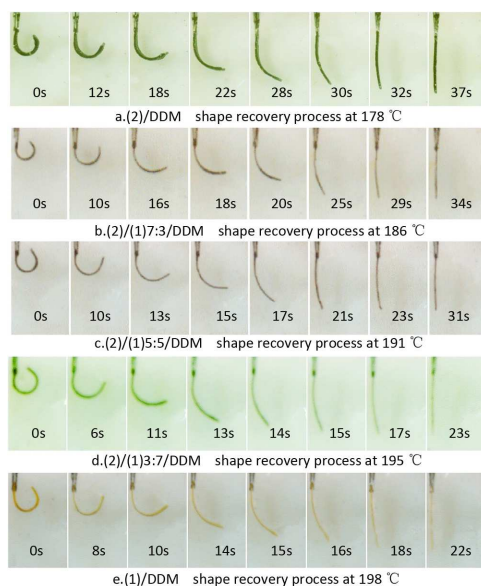 0s 12s 18s 22s 28s 30s 32s 37s
a.(2)/DDM shape recovery process at 178 ℃
0s 10s 16s 18s 20s 25s 29s 34s
b.(2)/(1)7:3/DDM shape recovery process at 186 ℃
0s 10s 13s 15s 17s 21s 23s 31s
c.(2)/(1)5:5/DDM shape recovery process at 191 ℃
0s 6s 11s 13s 14s 15s 17s 23s
d.(2)/(1)3:7/DDM shape recovery process at 195 ℃
0s 8s 10s 14s 15s 16s 18s 22s
e.(1)/DDM shape recovery process at 198 ℃